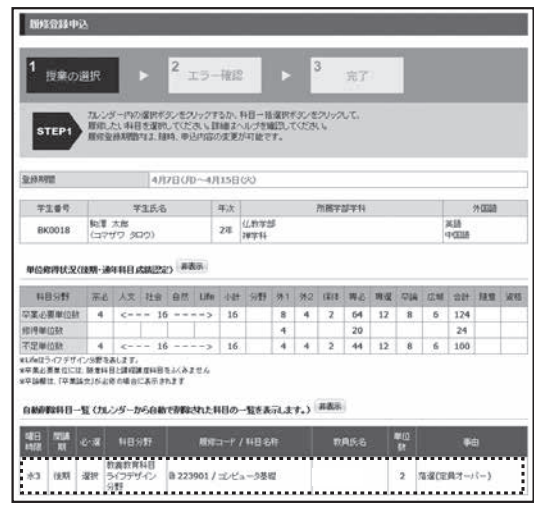 履修登録申込
1 授業の選択 ▶ 2 エラー確認 ▶ 3 完了
STEP1
カレンダー内の選択ボタンをクリックするか、科目一括選択ボタンをクリックして、
履修したい科目を選択してください。詳細はヘルプを確認してください。
履修登録期間内は、随時、申込内容の変更が可能です。
登録期間 4月7日(月)～4月15日(火)
学生番号 学生氏名 年次 所属学部学科 外国語
BK0018 駒澤 太郎 (コマザワ タロウ) 2年 仏教学部 禅学科 英語 中国語
単位修得状況(後期・通年科目成績認定) 非表示
科目分野 宗必 人文 社会 自然 Life 小計 分野 外1 外2 保体 専必 専選 卒論 広域 合計 随意 資格
卒業必要単位数 4 <--- 16 ----> 16 8 4 2 64 12 8 6 124
修得単位数 4 20 24
不足単位数 4 <-- 16 ----> 16 4 4 2 44 12 8 6 100
※Lifeはライフデザイン分野を表します。
※卒業必要単位には、随意科目と諸課程科目をふくみません
※卒論欄は、「卒業論文」が必修の場合に表示されます
自動削除科目一覧 (カレンダーから自動で削除された科目の一覧を表示します。) 非表示
曜日時限 開講期 必・選 科目分野 履修コード / 科目名称 教員氏名 単位数 事由
水3 後期 選択 教養教育科目 ライフデザイン分野 223901 / コンピュータ基礎 2 落選(定員オーバー)